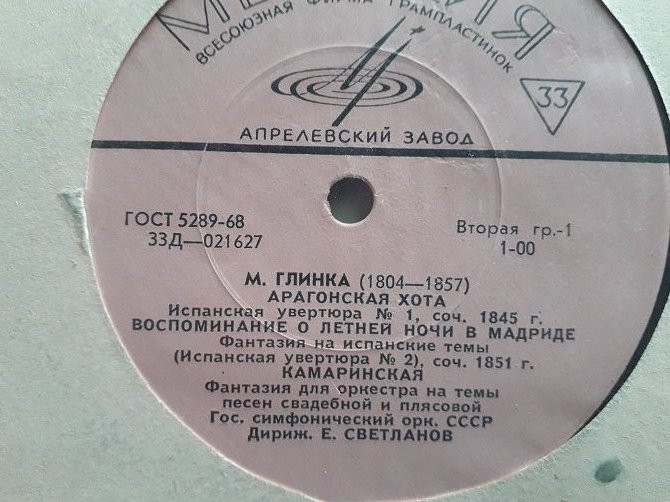 ВСЕСОЮЗНАЯ ФИРМА ГРАМПЛАСТИНОК
33
АПРЕЛЕВСКИЙ ЗАВОД
ГОСТ 5289-68
33Д—021627
Вторая гр.-1
1-00
М. ГЛИНКА (1804—1857)
АРАГОНСКАЯ ХОТА
Испанская увертюра № 1, соч. 1845 г.
ВОСПОМИНАНИЕ О ЛЕТНЕЙ НОЧИ В МАДРИДЕ
Фантазия на испанские темы
(Испанская увертюра № 2), соч. 1851 г.
КАМАРИНСКАЯ
Фантазия для оркестра на темы
песен свадебной и плясовой
Гос. симфонический орк. СССР
Дириж. Е. СВЕТЛАНОВ